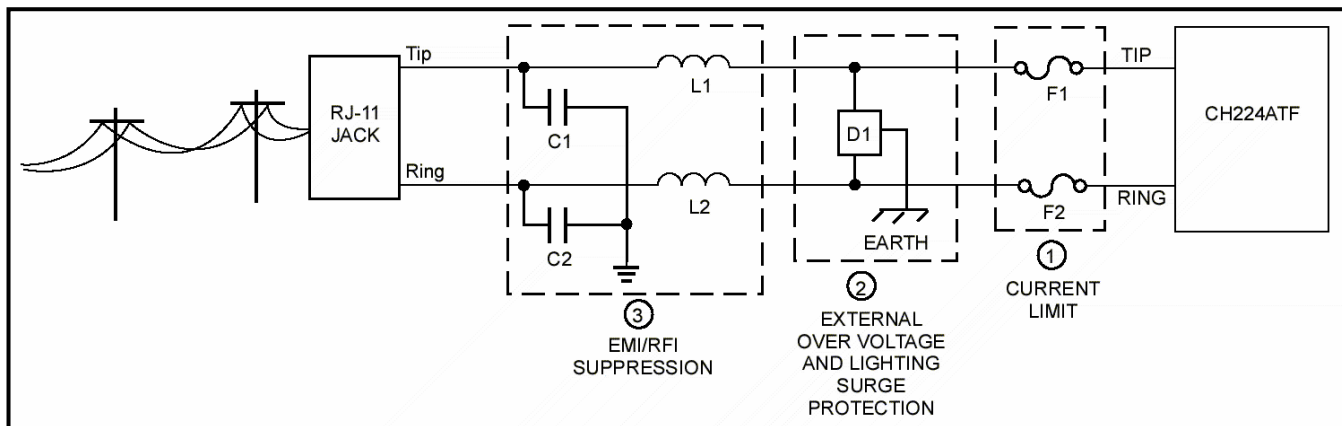 RJ-11
JACK
Tip
Ring
C1
C2
L1
L2
3
EMI/RFI
SUPPRESSION
D1
EARTH
2
EXTERNAL
OVER VOLTAGE
AND LIGHTING
SURGE
PROTECTION
F1
F2
1
CURRENT
LIMIT
TIP
RING
CH224ATF